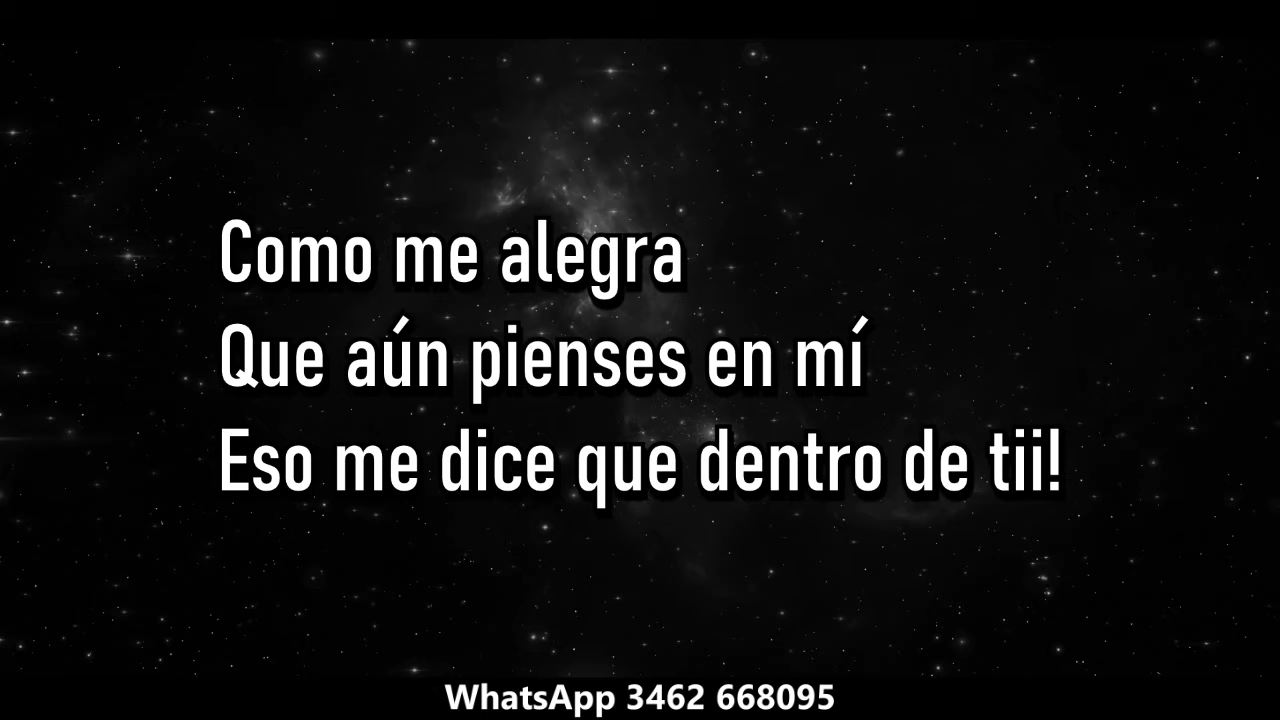 Como me alegra
Que aún pienses en mí
Eso me dice que dentro de tii!
WhatsApp 3462 668095